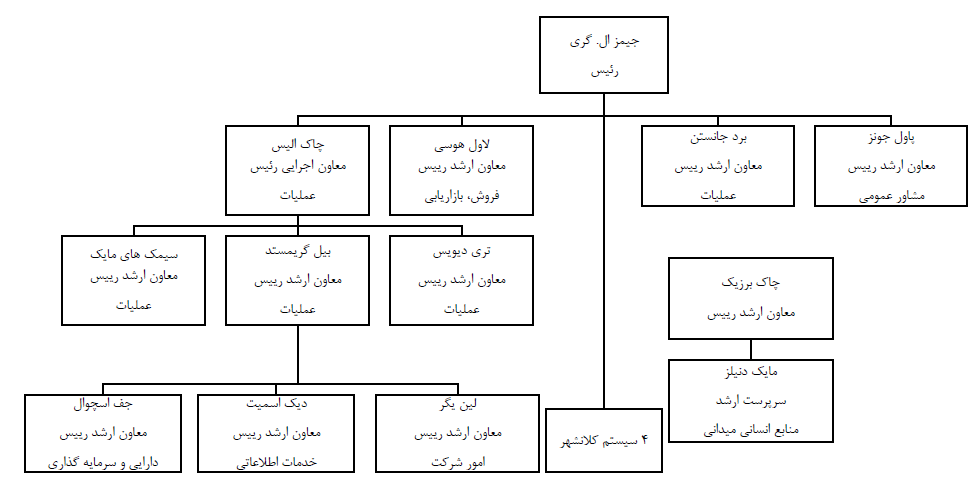 جیمز ال. گری
رئیس
چاک الیس
معاون اجرایی رئیس
عملیات
لاول هوسی
معاون ارشد رییس
فروش، بازاریابی
برد جانستن
معاون ارشد رییس
عملیات
پاول جونز
معاون ارشد رییس
مشاور عمومی
سیمک های مایک
معاون ارشد رییس
عملیات
بیل گریمستد
معاون ارشد رییس
عملیات
تری دیویس
معاون ارشد رییس
عملیات
چاک برزیک
معاون ارشد رییس
مایک دنیلز
سرپرست ارشد
منابع انسانی میدانی
جف اسچوال
معاون ارشد رییس
دارایی و سرمایه گذاری
دیک اسمیت
معاون ارشد رییس
خدمات اطلاعاتی
لین یگر
معاون ارشد رییس
امور شرکت
۴ سیستم کلانشهر